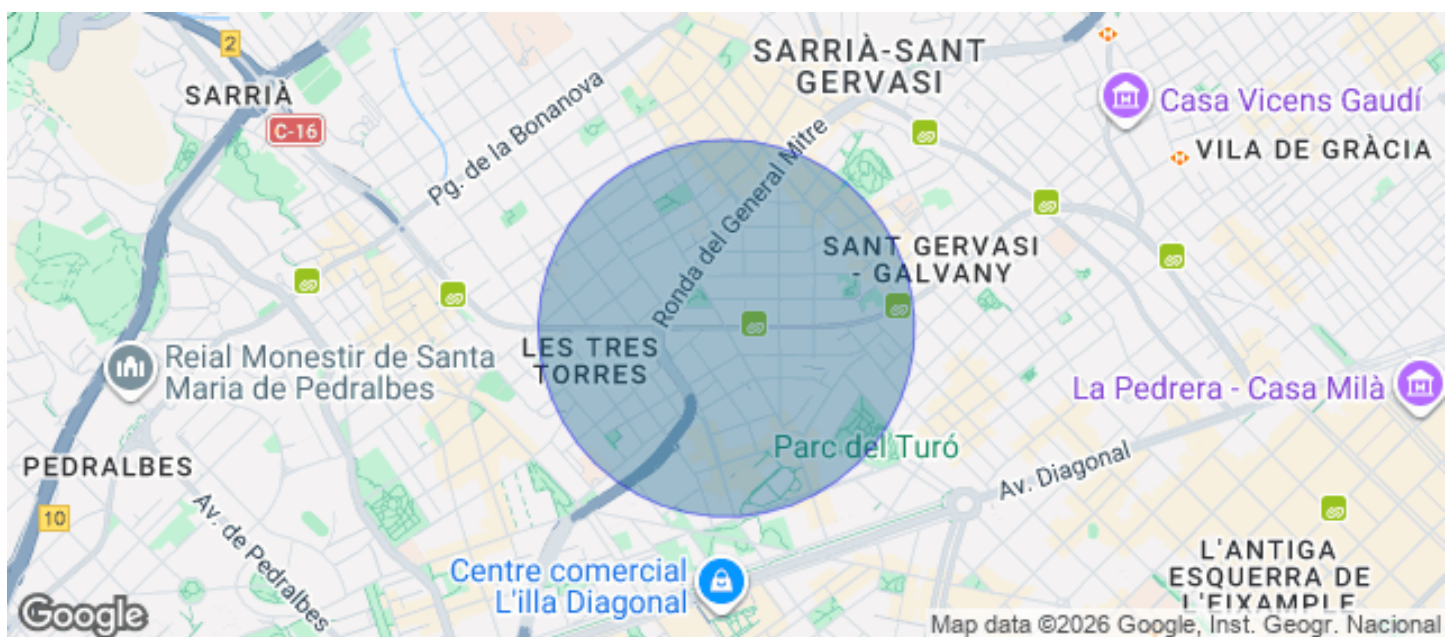 2
SARRIÀ-SANT
GERVASI
SARRIÀ
C-16
Pg. de la Bonanova
Ronda del General Mitre
Casa Vicens Gaudí
VILA DE GRÀCIA
SANT GERVASI
- GALVANY
LES TRES
TORRES
Reial Monestir de Santa
Maria de Pedralbes
La Pedrera - Casa Milà
PEDRALBES
Parc del Turó
Av. Diagonal
10
Av. de Pedralbes
Centre comercial
L'illa Diagonal
L'ANTIGA
ESQUERRA DE
L'EIXAMPLE
Google
Map data ©2026 Google, Inst. Geogr. Nacional